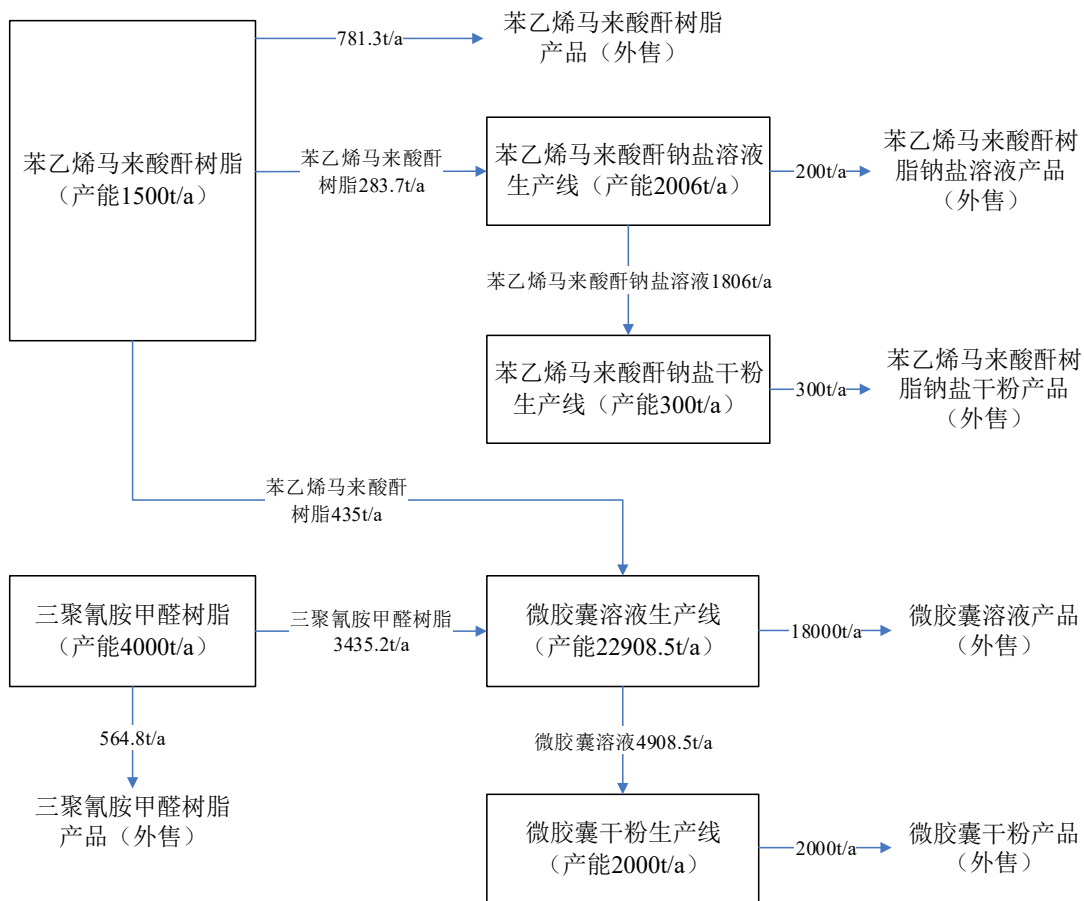 781.3t/a
苯乙烯马来酸酐树脂
产品（外售）
苯乙烯马来酸酐树脂
（产能1500t/a）
苯乙烯马来酸酐
树脂283.7t/a
苯乙烯马来酸酐钠盐溶液
生产线（产能2006t/a）
200t/a
苯乙烯马来酸酐树
脂钠盐溶液产品
（外售）
苯乙烯马来酸酐钠盐溶液1806t/a
苯乙烯马来酸酐钠盐干粉
生产线（产能300t/a）
300t/a
苯乙烯马来酸酐树
脂钠盐干粉产品
（外售）
苯乙烯马来酸酐
树脂435t/a
三聚氰胺甲醛树脂
（产能4000t/a）
三聚氰胺甲醛树脂
3435.2t/a
微胶囊溶液生产线
（产能22908.5t/a）
18000t/a
微胶囊溶液产品
（外售）
564.8t/a
微胶囊溶液4908.5t/a
三聚氰胺甲醛树脂
产品（外售）
微胶囊干粉生产线
（产能2000t/a）
2000t/a
微胶囊干粉产品
（外售）